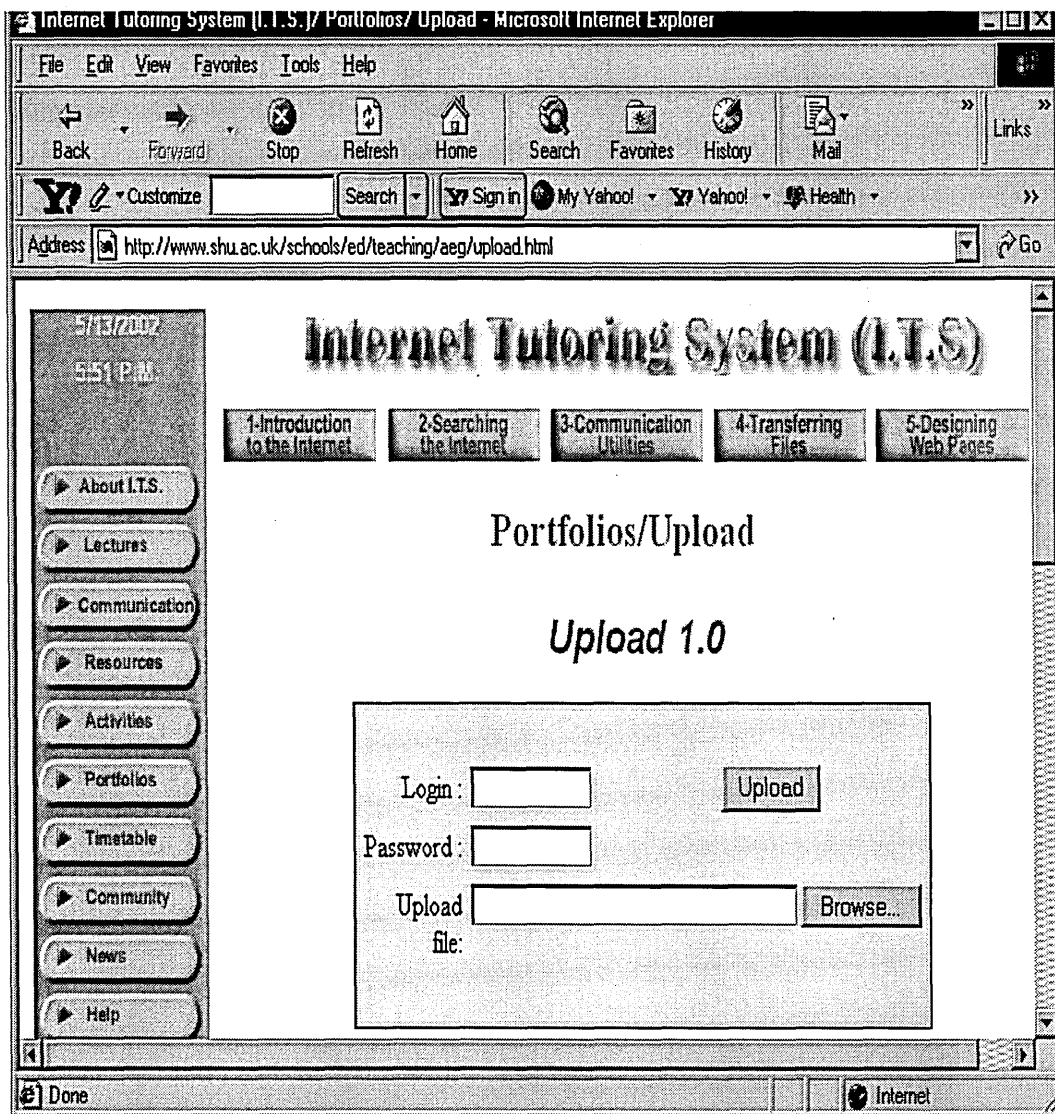 Internet Tutoring System (I.T.S.)/ Portfolios/ Upload - Microsoft Internet Explorer
File Edit View Favorites Tools Help
Back Forward Stop Refresh Home Search Favorites History Mail » Links »
Y! Customize Search Y! Sign in My Yahoo! Y! Yahoo! Health »
Address http://www.shu.ac.uk/schools/ed/teaching/aeg/upload.html Go
5/13/2002
5:51 P.M.
Internet Tutoring System (I.T.S)
1-Introduction to the Internet
2-Searching the Internet
3-Communication Utilities
4-Transferring Files
5-Designing Web Pages
About I.T.S.
Lectures
Communication
Resources
Activities
Portfolios
Timetable
Community
News
Help
Portfolios/Upload
Upload 1.0
Login : Upload
Password :
Upload file: Browse...
Done Internet